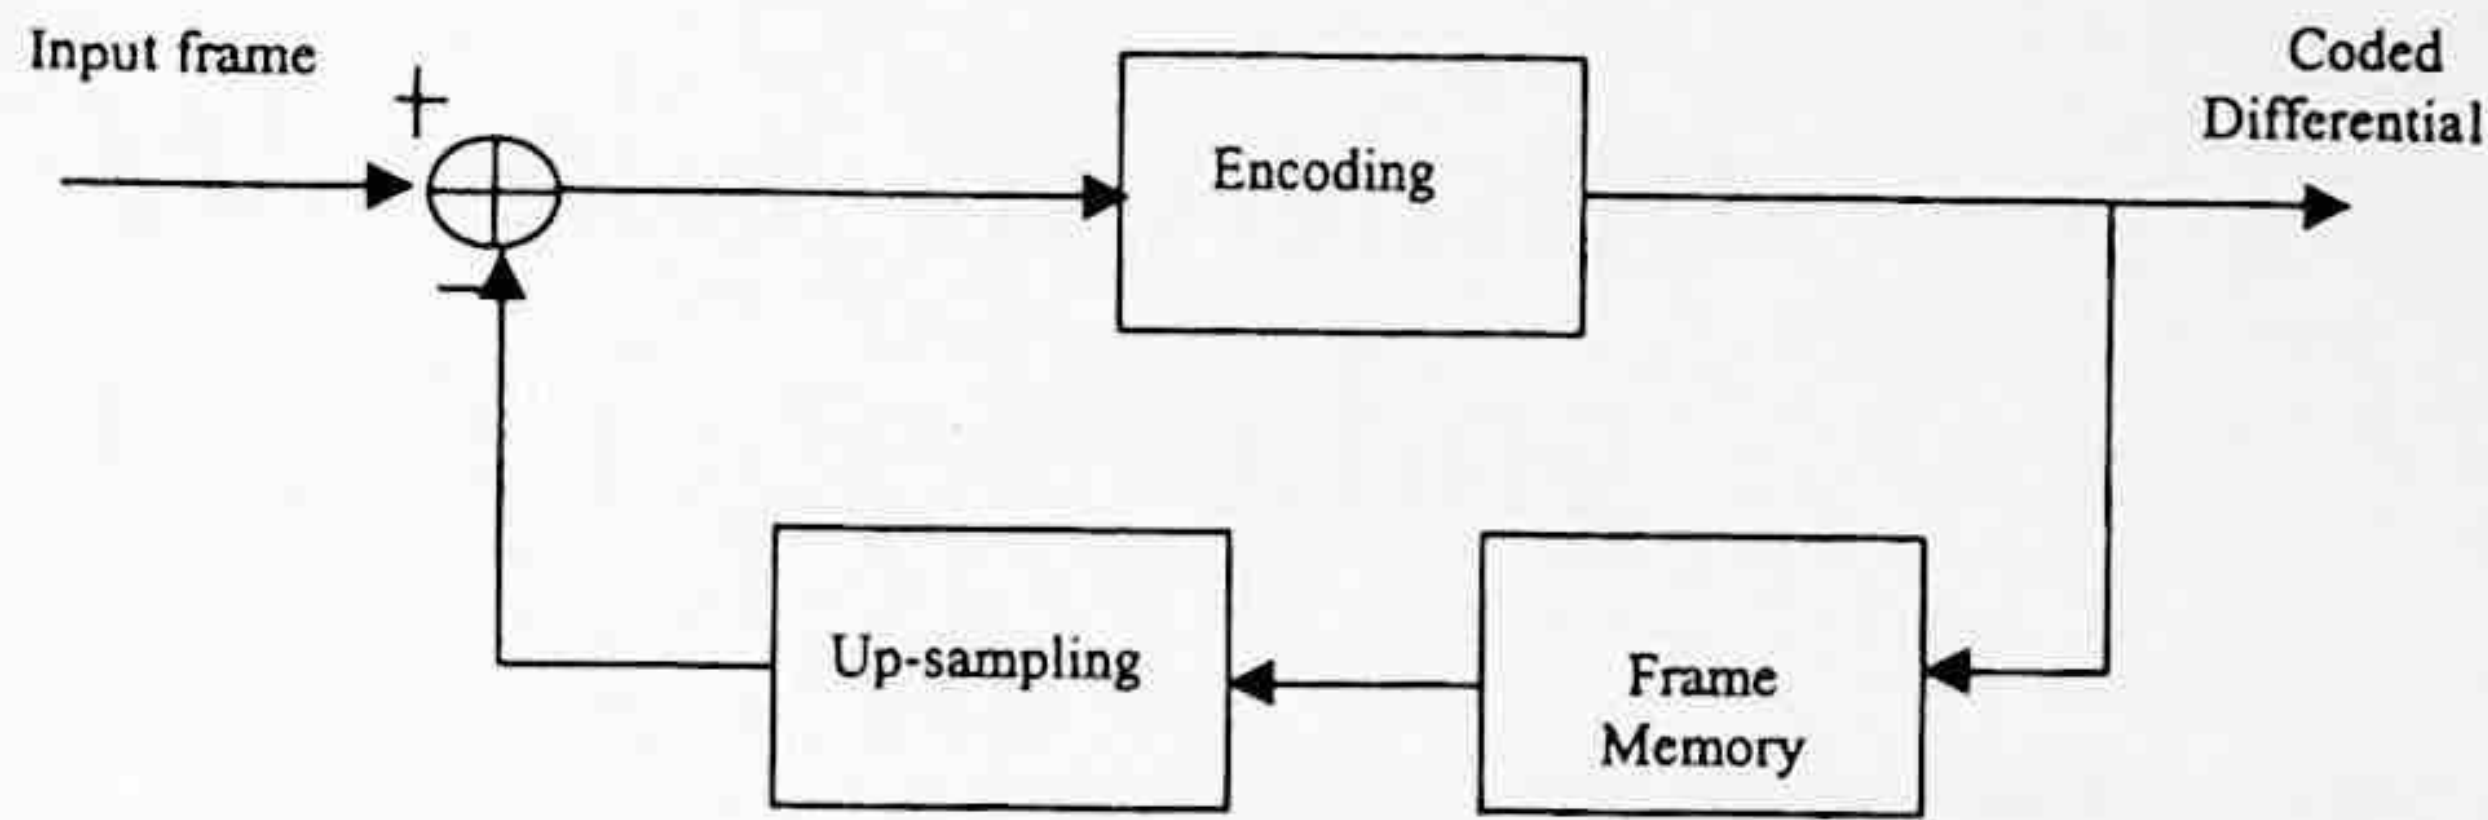 Input frame
+
Coded
Differential
Encoding
−
Up-sampling
Frame
Memory